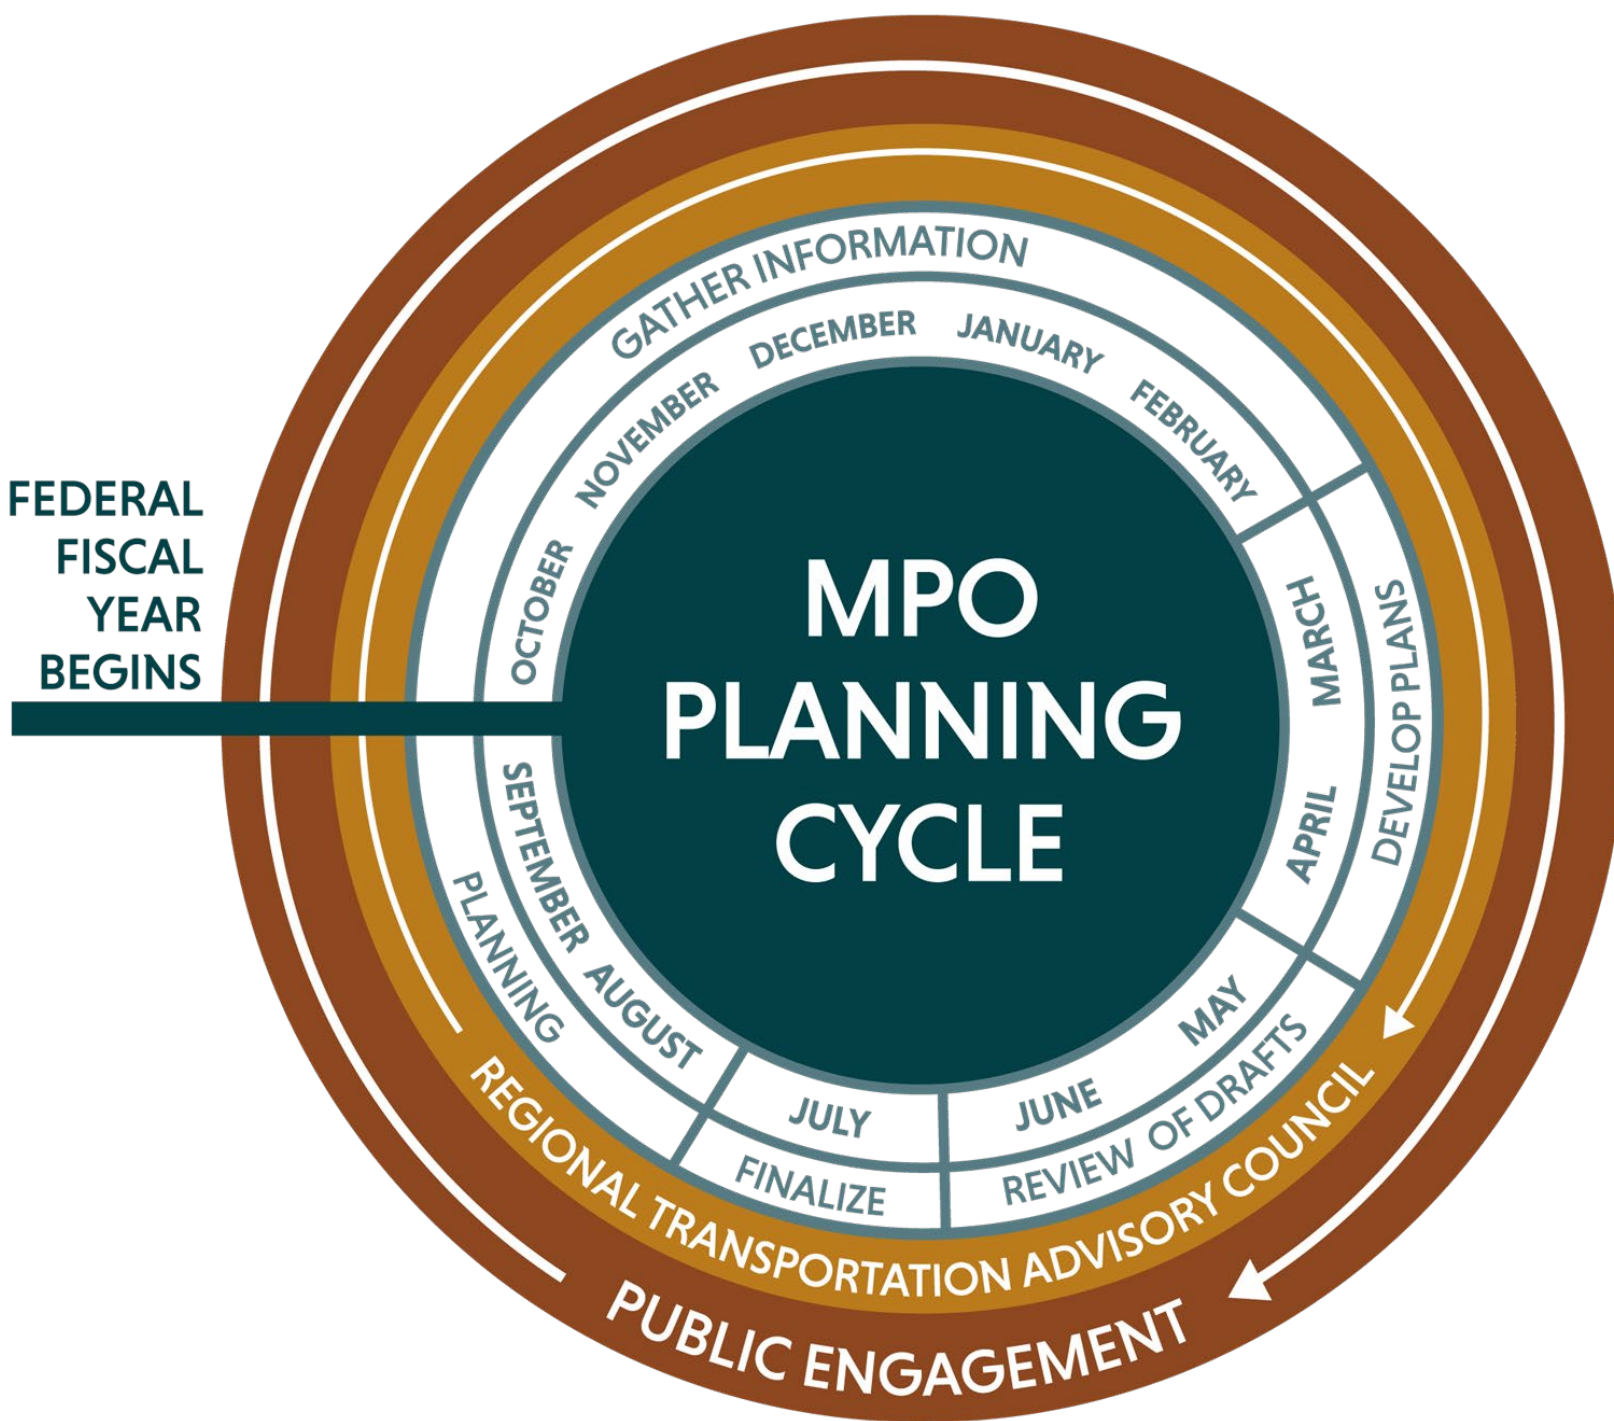 FEDERAL
FISCAL
YEAR
BEGINS
MPO
PLANNING
CYCLE
OCTOBER
NOVEMBER
DECEMBER
JANUARY
FEBRUARY
MARCH
APRIL
MAY
JUNE
JULY
AUGUST
SEPTEMBER
GATHER INFORMATION
DEVELOP PLANS
REVIEW OF DRAFTS
FINALIZE
PLANNING
REGIONAL TRANSPORTATION ADVISORY COUNCIL
PUBLIC ENGAGEMENT